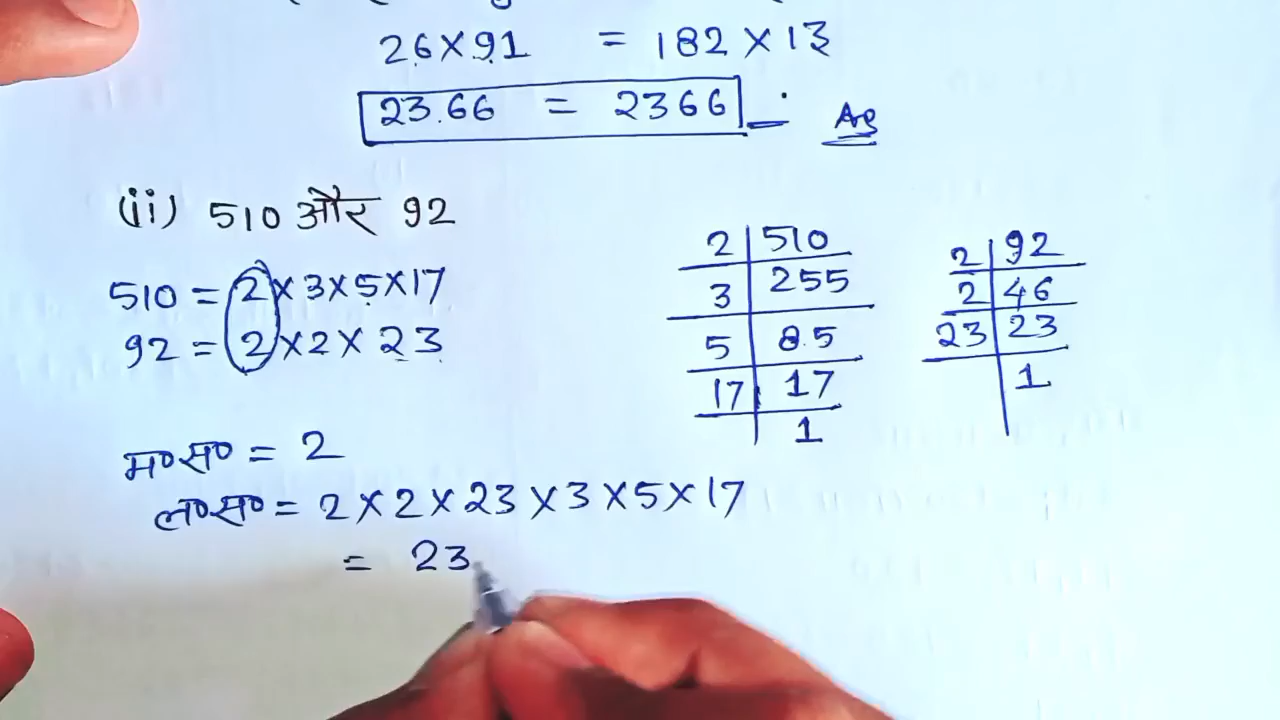 26×91 = 182×13
23.66 = 2366
Ag
(ii) 510 और 92
510 = 2×3×5×17
92 = 2×2×23
2 | 510
3 | 255
5 | 85
17 | 17
1
2 | 92
2 | 46
23 | 23
1
म०स० = 2
ल०स० = 2×2×23×3×5×17
= 23